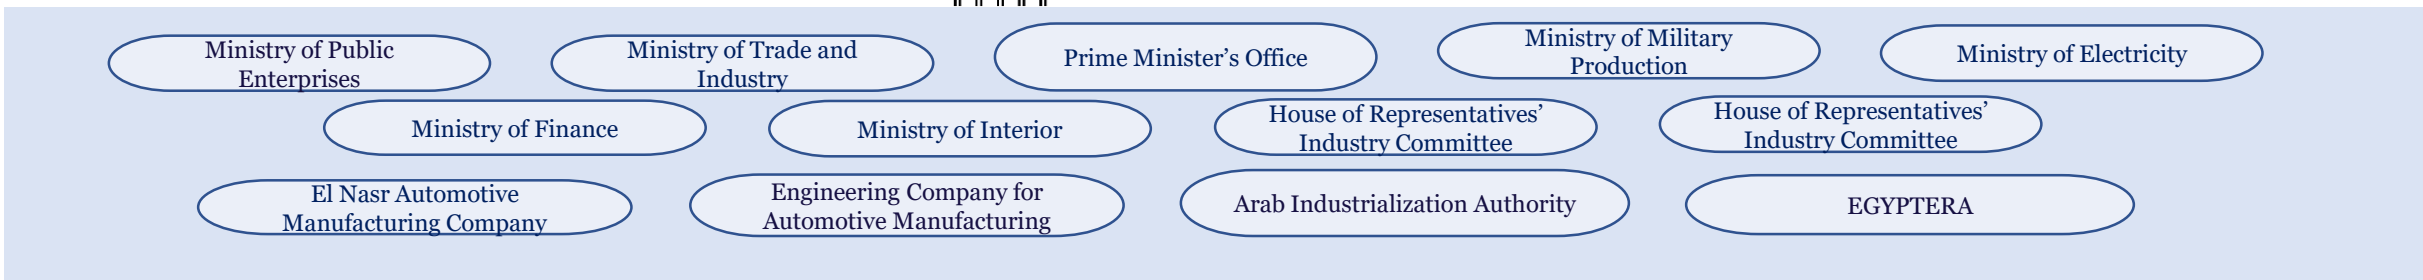 Ministry of Public
Enterprises
Ministry of Trade and
Industry
Prime Minister’s Office
Ministry of Military
Production
Ministry of Electricity
Ministry of Finance
Ministry of Interior
House of Representatives’
Industry Committee
House of Representatives’
Industry Committee
El Nasr Automotive
Manufacturing Company
Engineering Company for
Automotive Manufacturing
Arab Industrialization Authority
EGYPTERA